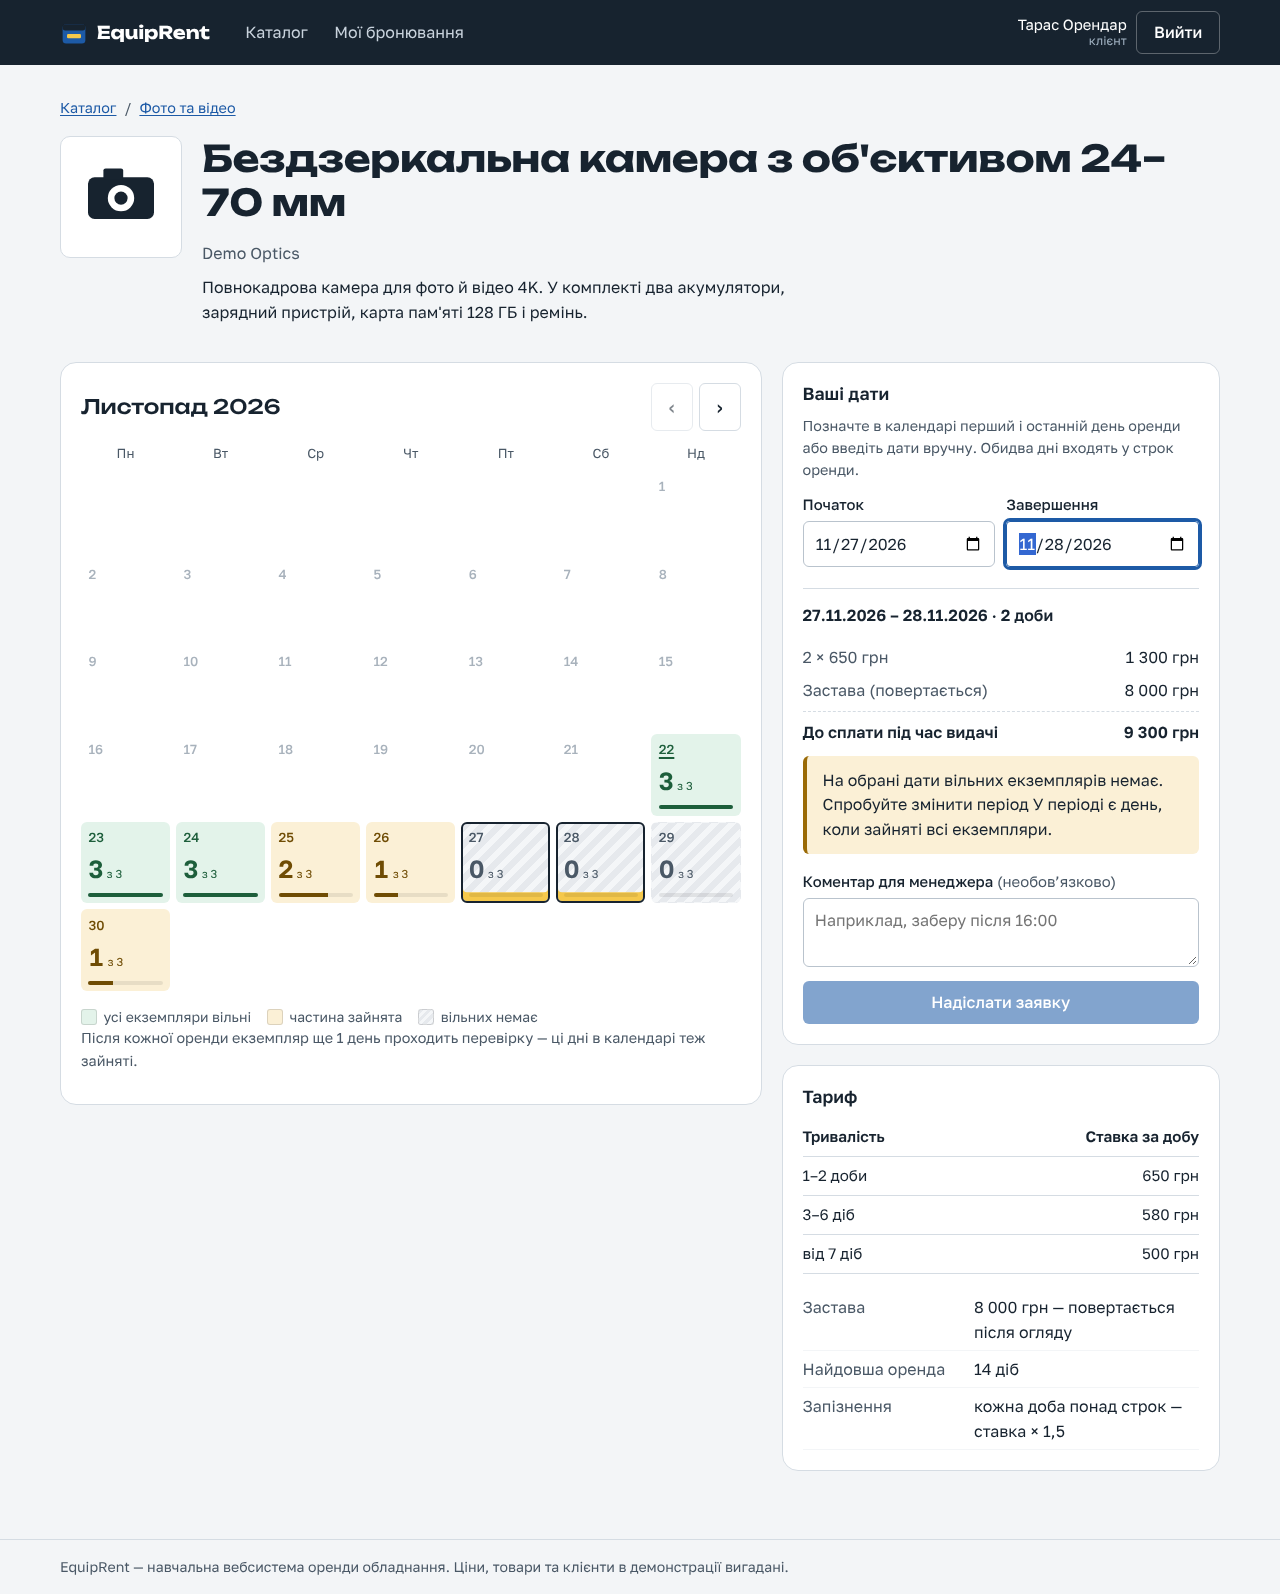 EquipRent
Каталог
Мої бронювання
Тарас Орендар
клієнт
Вийти
Каталог / Фото та відео
Бездзеркальна камера з об'єктивом 24–
70 мм
Demo Optics
Повнокадрова камера для фото й відео 4K. У комплекті два акумулятори,
зарядний пристрій, карта пам'яті 128 ГБ і ремінь.
Листопад 2026
‹ ›
Пн Вт Ср Чт Пт Сб Нд
1
2 3 4 5 6 7 8
9 10 11 12 13 14 15
16 17 18 19 20 21 22
3 з 3
23 24 25 26 27 28 29
3 з 3 3 з 3 2 з 3 1 з 3 0 з 3 0 з 3 0 з 3
30
1 з 3
усі екземпляри вільні частина зайнята вільних немає
Після кожної оренди екземпляр ще 1 день проходить перевірку — ці дні в календарі теж
зайняті.
Ваші дати
Позначте в календарі перший і останній день оренди
або введіть дати вручну. Обидва дні входять у строк
оренди.
Початок Завершення
11/27/2026 11/28/2026
27.11.2026 – 28.11.2026 · 2 доби
2 × 650 грн 1 300 грн
Застава (повертається) 8 000 грн
До сплати під час видачі 9 300 грн
На обрані дати вільних екземплярів немає.
Спробуйте змінити період У періоді є день,
коли зайняті всі екземпляри.
Коментар для менеджера (необов’язково)
Наприклад, заберу після 16:00
Надіслати заявку
Тариф
Тривалість Ставка за добу
1–2 доби 650 грн
3–6 діб 580 грн
від 7 діб 500 грн
Застава 8 000 грн — повертається
після огляду
Найдовша оренда 14 діб
Запізнення кожна доба понад строк —
ставка × 1,5
EquipRent — навчальна вебсистема оренди обладнання. Ціни, товари та клієнти в демонстрації вигадані.